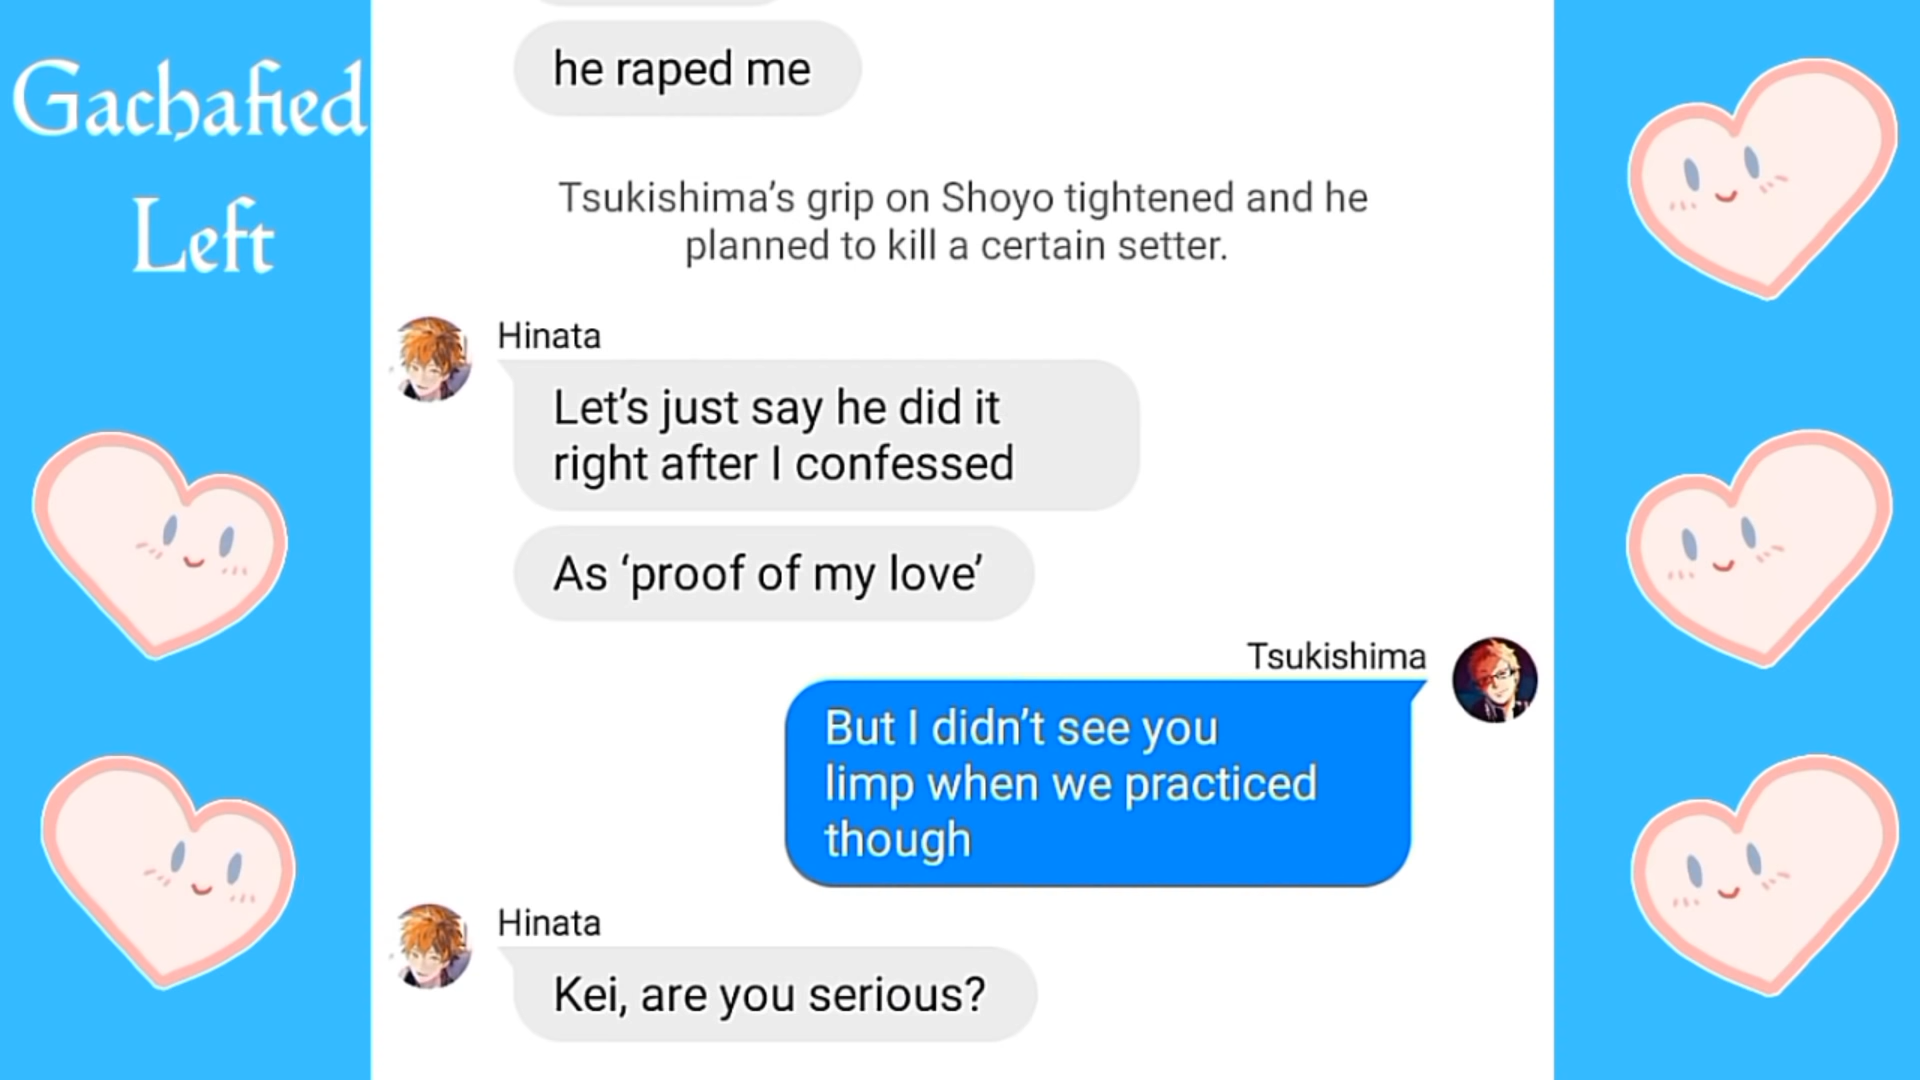 Gachafied
Left
he raped me
Tsukishima’s grip on Shoyo tightened and he
planned to kill a certain setter.
Hinata
Let’s just say he did it
right after I confessed
As ‘proof of my love’
Tsukishima
But I didn’t see you
limp when we practiced
though
Hinata
Kei, are you serious?